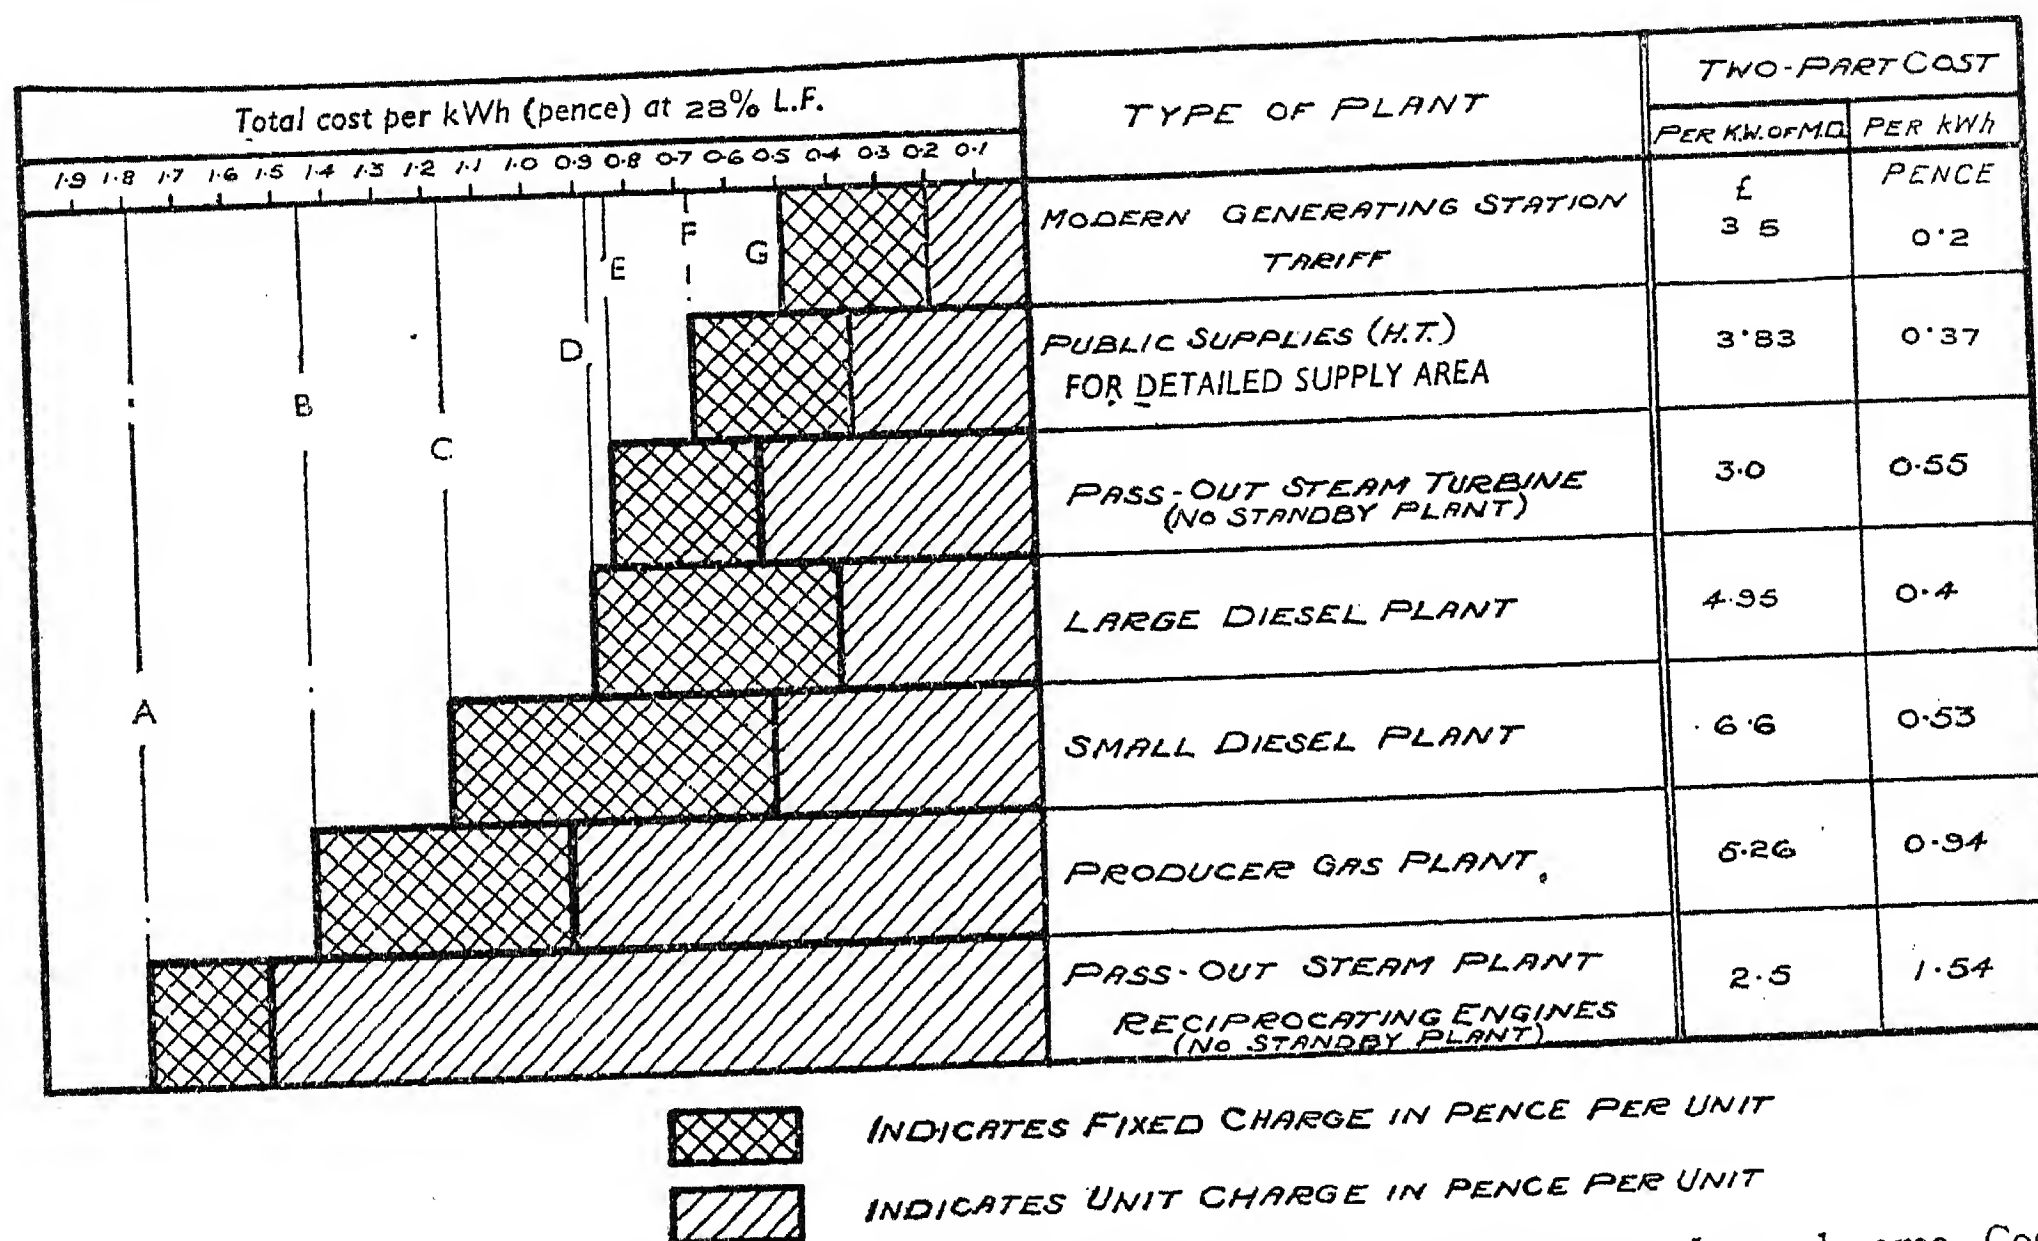 Total cost per kWh (pence) at 28% L.F.
TYPE OF PLANT
TWO-PART COST
PER K.W. OF M.D.
PER kWh
1.9 1.8 1.7 1.6 1.5 1.4 1.3 1.2 1.1 1.0 0.9 0.8 0.7 0.6 0.5 0.4 0.3 0.2 0.1
£
PENCE
MODERN GENERATING STATION
TARIFF
3 5
0.2
PUBLIC SUPPLIES (H.T.)
FOR DETAILED SUPPLY AREA
3.83
0.37
PASS-OUT STEAM TURBINE
(NO STANDBY PLANT)
3.0
0.55
LARGE DIESEL PLANT
4.95
0.4
SMALL DIESEL PLANT
6.6
0.53
PRODUCER GAS PLANT.
5.26
0.94
PASS-OUT STEAM PLANT
RECIPROCATING ENGINES
(NO STANDBY PLANT)
2.5
1.54
F
G
E
D
B
C
A
INDICATES FIXED CHARGE IN PENCE PER UNIT
INDICATES UNIT CHARGE IN PENCE PER UNIT